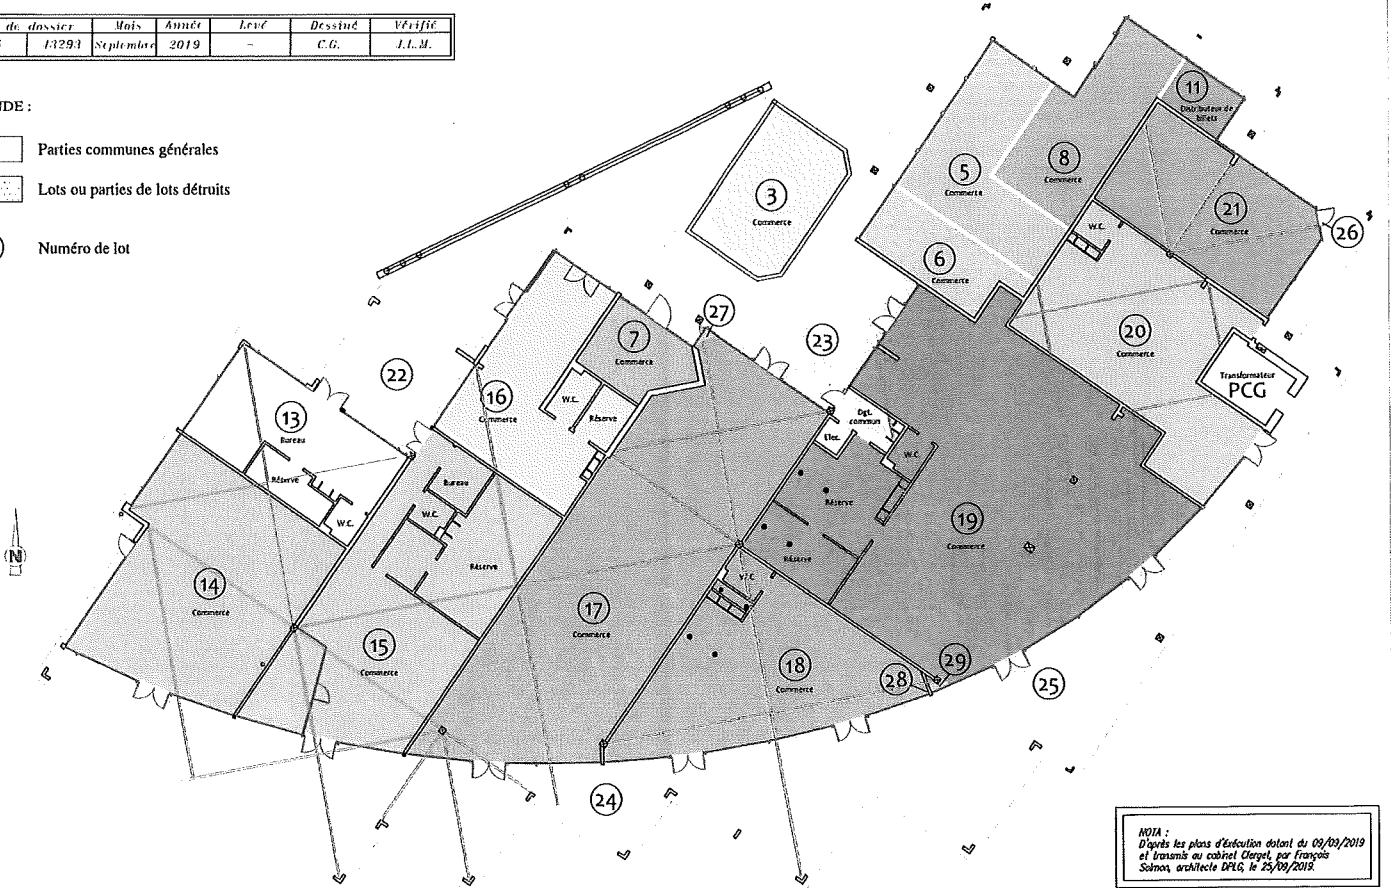 de dossier Mois Année Levé Dessiné Vérifié
13293 Septembre 2019 - C.G. J.L.M.
NDE :
Parties communes générales
Lots ou parties de lots détruits
Numéro de lot
11
Distributeur de billets
8
Commerce
5
Commerce
3
Commerce
21
Commerce
26
W.C.
6
Commerce
27
7
Commerce
23
20
Commerce
Transformateur
PCG
22
16
Commerce
W.C.
Réserve
13
Bureau
Réserve
W.C.
Dgt.
commun
Elec.
W.C.
Bureau
W.C.
Réserve
Réserve
Réserve
19
Commerce
N
14
Commerce
17
Commerce
W.C.
15
Commerce
18
Commerce
28
29
25
24
NOTA :
D'après les plans d'éxécution datant du 09/09/2019
et transmis au cabinet Clerget, par François
Salmon, architecte DPLG, le 25/09/2019.